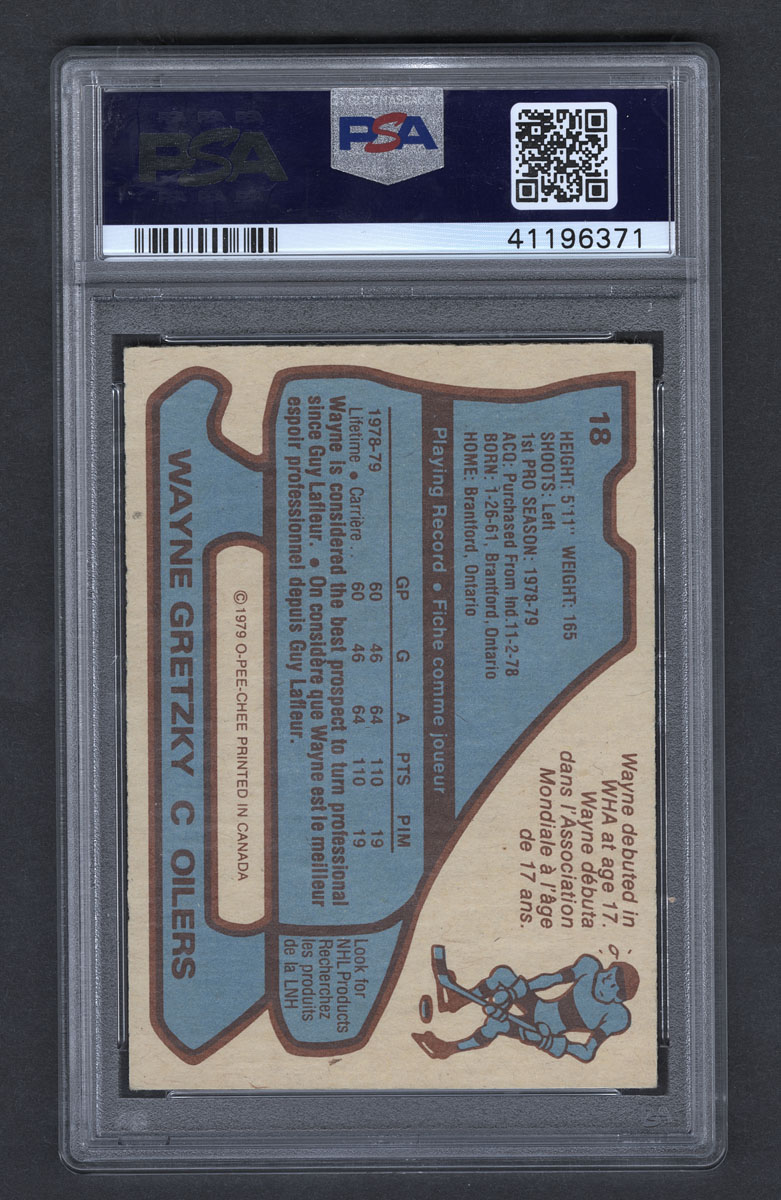 PSA
PSA
41196371
18
HEIGHT: 5'11" WEIGHT: 165
SHOOTS: Left
1st PRO SEASON: 1978-79
ACQ: Purchased From Ind.11-2-78
BORN: 1-26-61, Brantford, Ontario
HOME: Brantford, Ontario
Wayne debuted in
WHA at age 17.
Wayne débuta
dans l'Association
Mondiale à l'âge
de 17 ans.
Playing Record • Fiche comme joueur
GP G A PTS PIM
1978-79 60 46 64 110 19
Lifetime • Carrière .. 60 46 64 110 19
Wayne is considered the best prospect to turn professional
since Guy Lafleur. • On considère que Wayne est le meilleur
espoir professionnel depuis Guy Lafleur.
Look for
NHL Products
Recherchez
les produits
de la LNH
©1979 O-PEE-CHEE PRINTED IN CANADA
WAYNE GRETZKY C OILERS